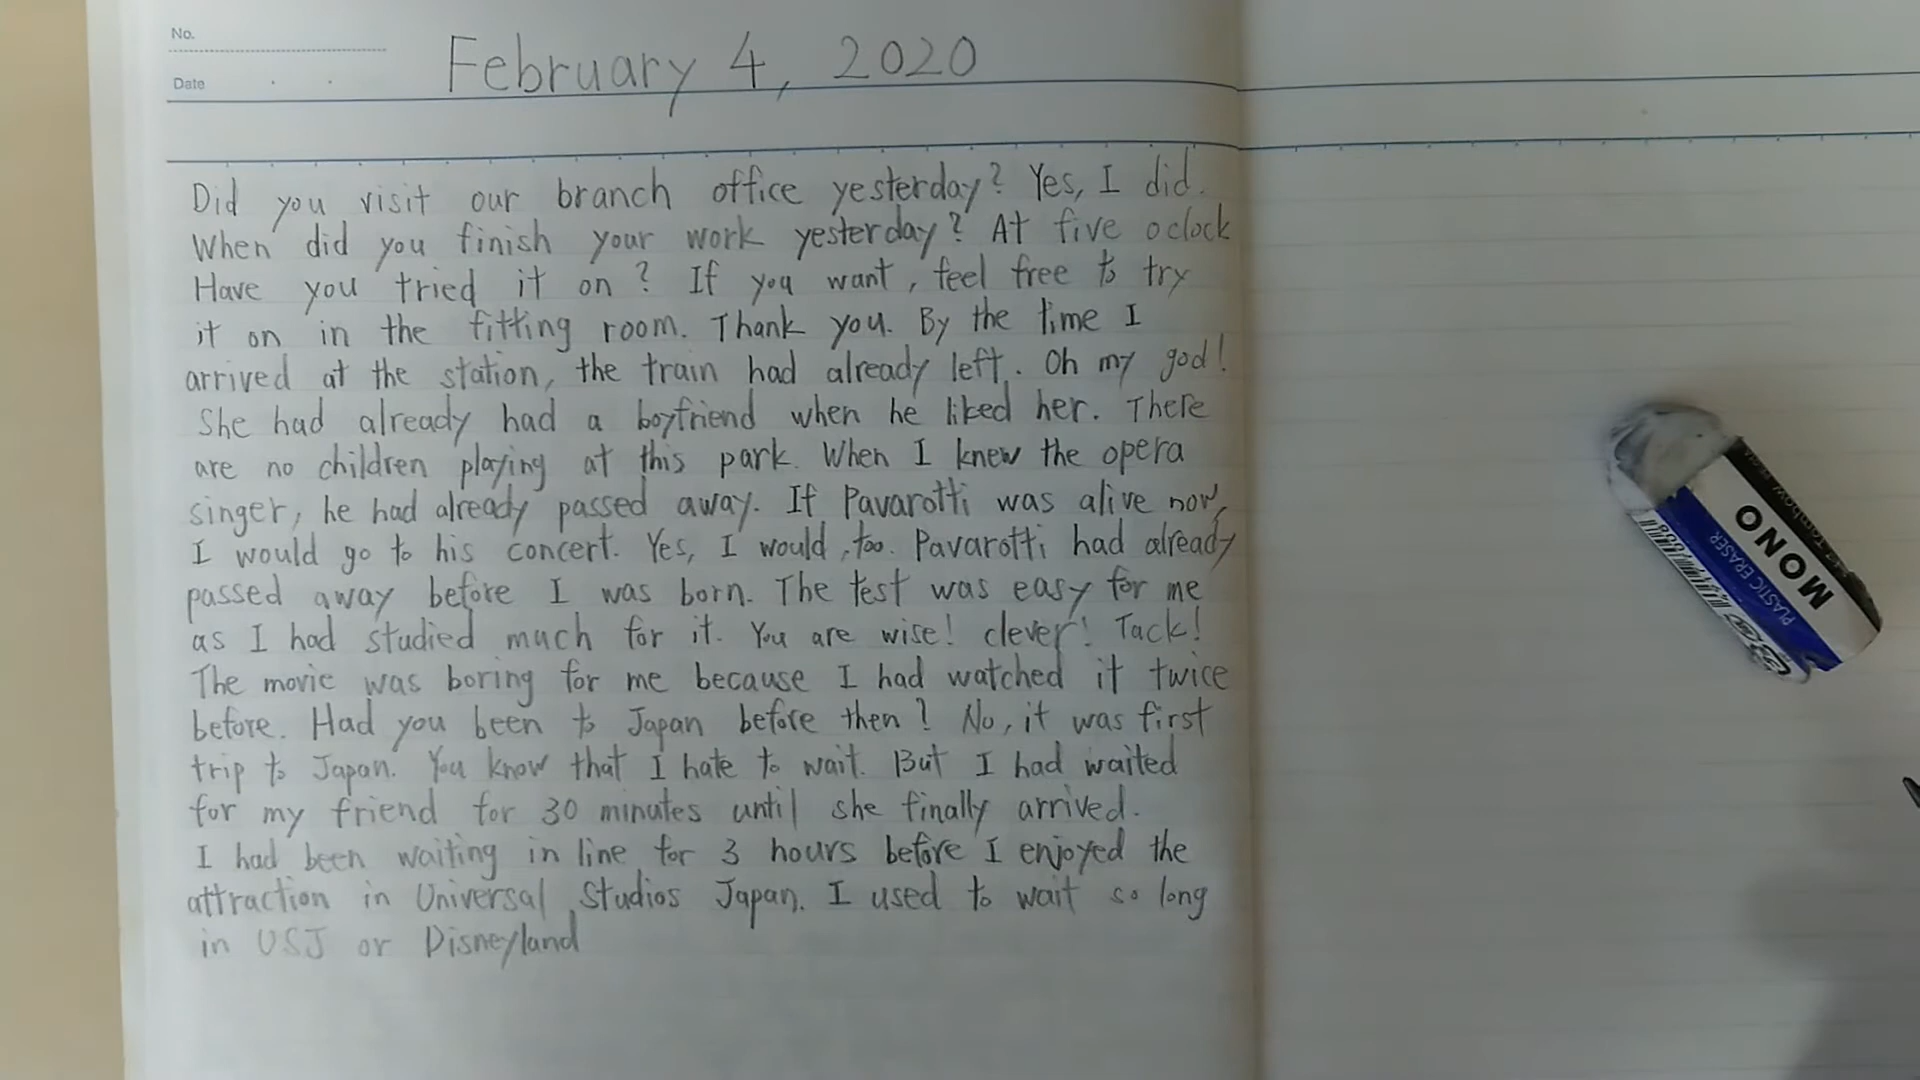 No.
Date
February 4, 2020
Did you visit our branch office yesterday? Yes, I did.
When did you finish your work yesterday? At five oclock
Have you tried it on? If you want, feel free to try
it on in the fitting room. Thank you. By the time I
arrived at the station, the train had already left. Oh my god!
She had already had a boyfriend when he liked her. There
are no children playing at this park. When I knew the opera
singer, he had already passed away. If Pavarotti was alive now,
I would go to his concert. Yes, I would, too. Pavarotti had already
passed away before I was born. The test was easy for me
as I had studied much for it. You are wise! clever! Tack!
The movie was boring for me because I had watched it twice
before. Had you been to Japan before then? No, it was first
trip to Japan. You know that I hate to wait. But I had waited
for my friend for 30 minutes until she finally arrived.
I had been waiting in line for 3 hours before I enjoyed the
attraction in Universal Studios Japan. I used to wait so long
in USJ or Disneyland
MONO
PLASTIC ERASER
Tombow